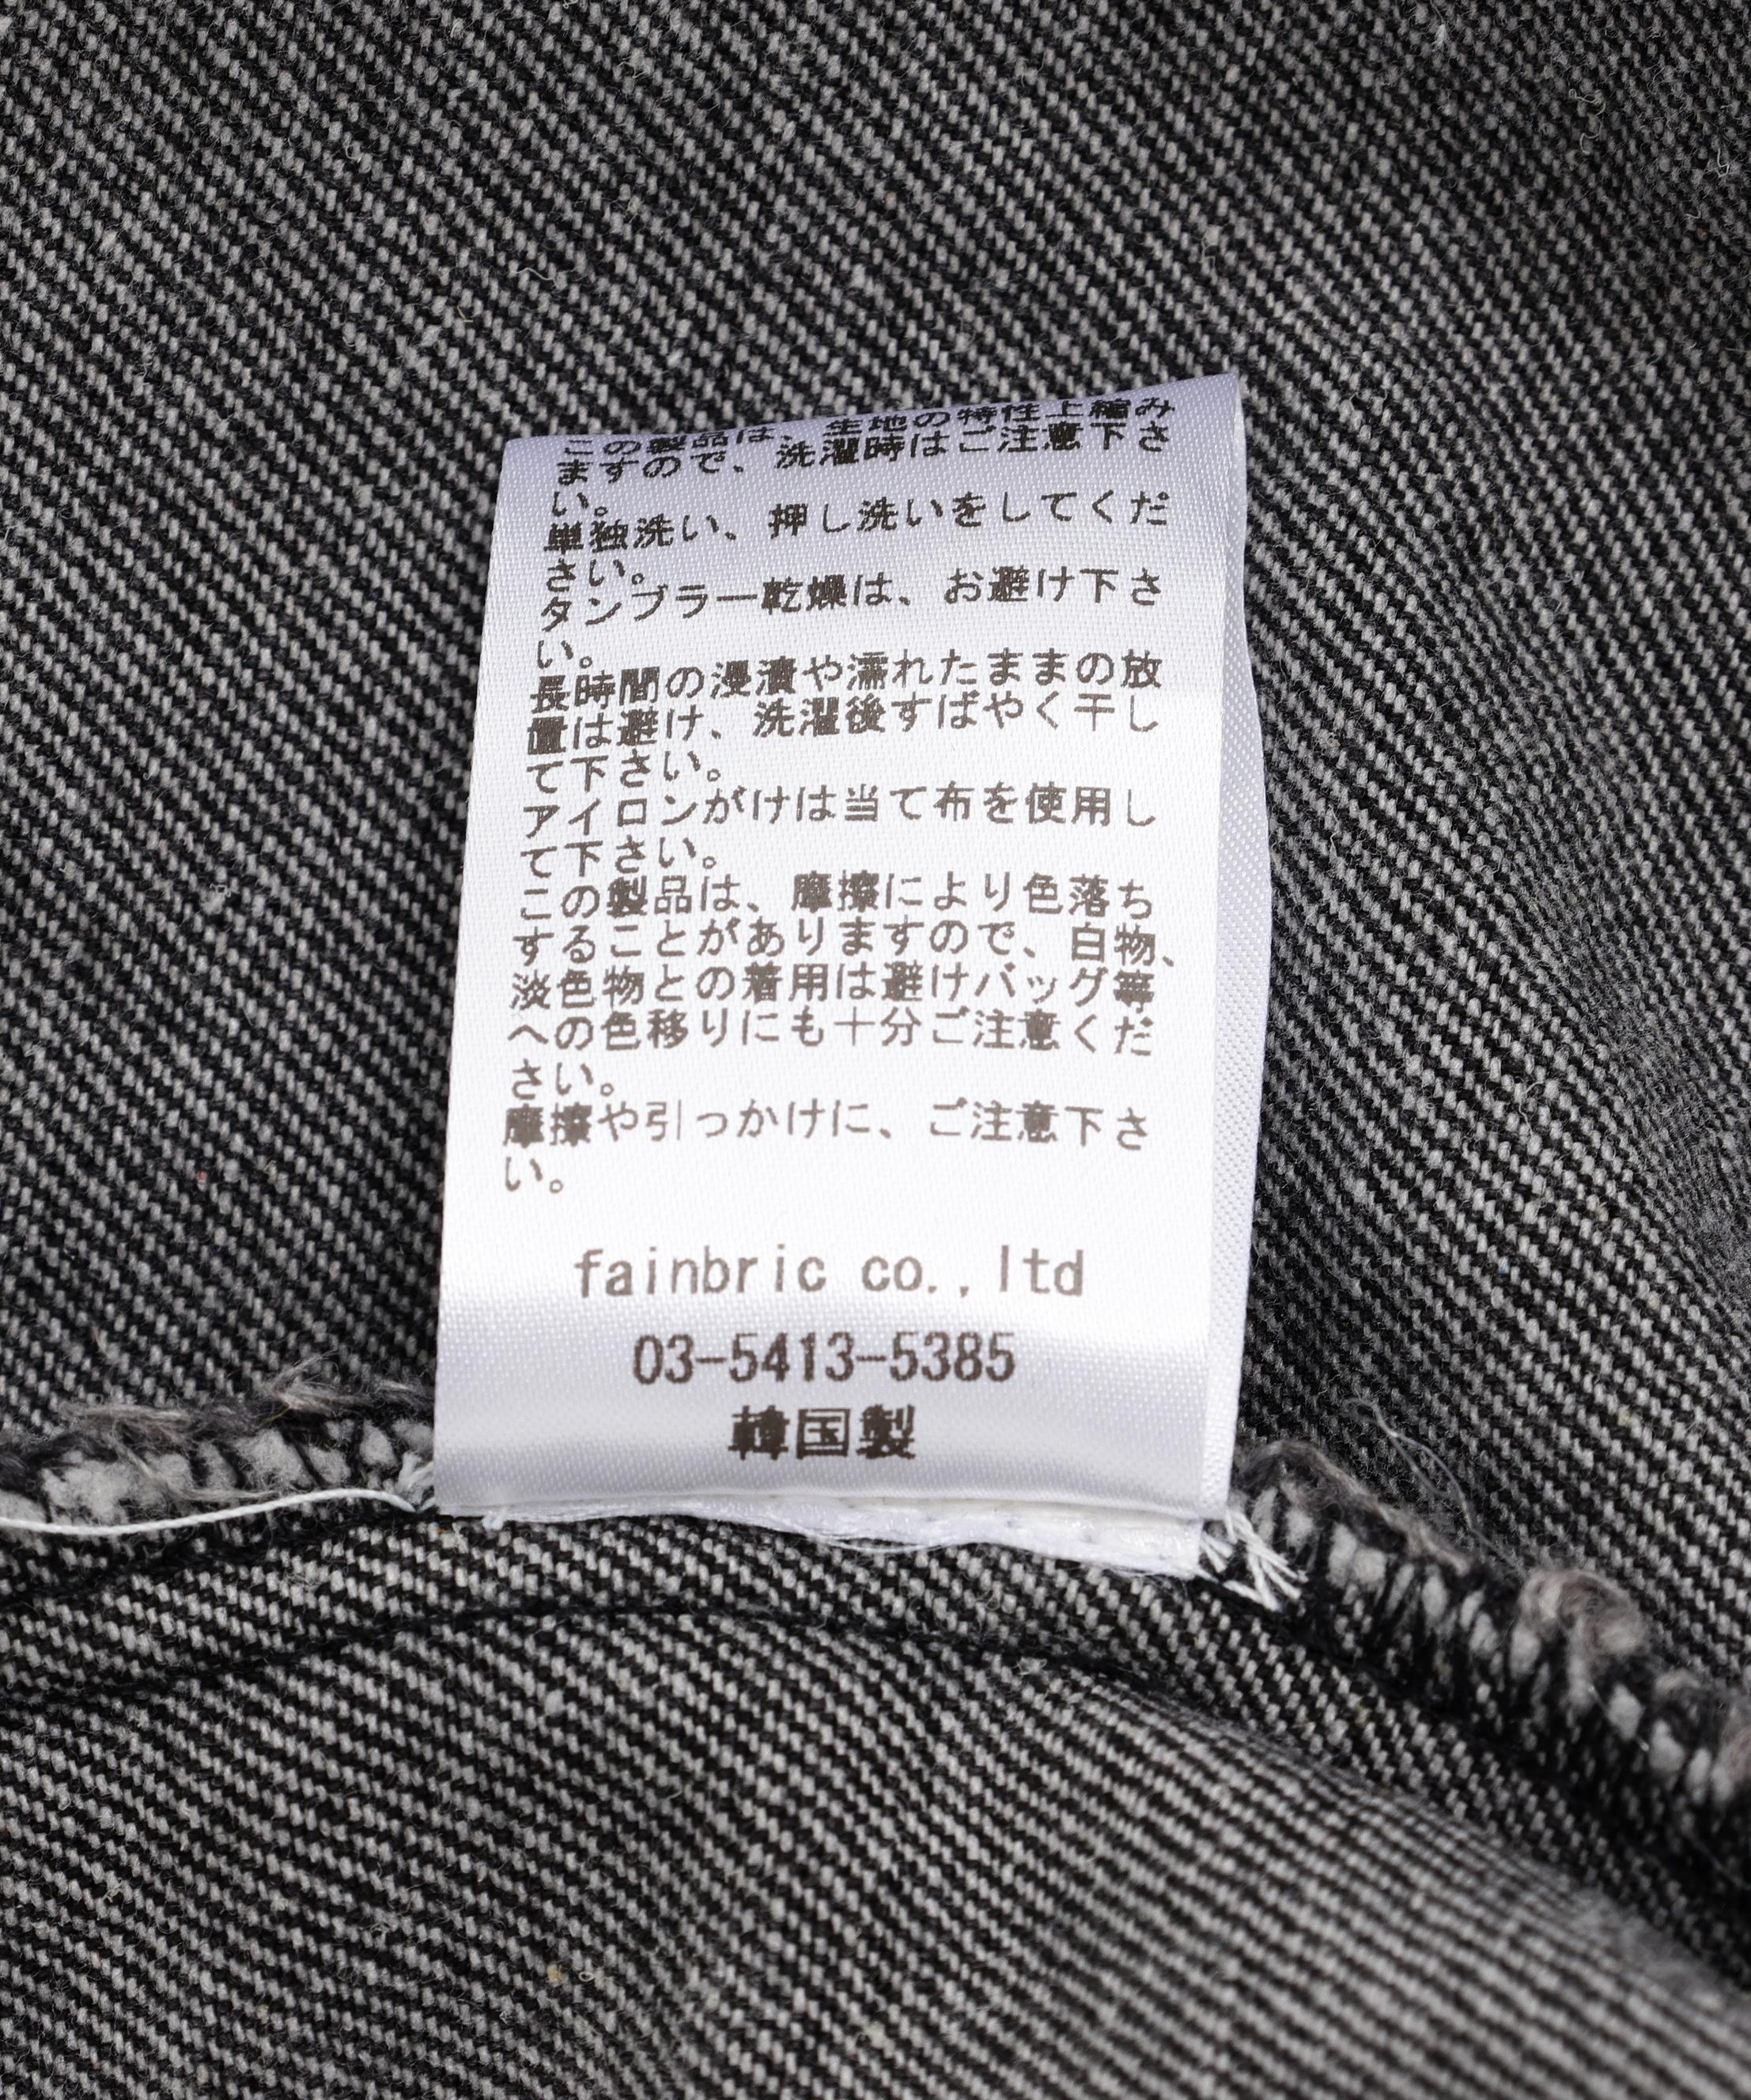 この製品は、生地の特性上縮み
ますので、洗濯時はご注意下さ
い。
単独洗い、押し洗いをしてくだ
さい。
タンブラー乾燥は、お避け下さ
い。
長時間の浸漬や濡れたままの放
置は避け、洗濯後すばやく干し
て下さい。
アイロンがけは当て布を使用し
て下さい。
この製品は、摩擦により色落ち
することがありますので、白物、
淡色物との着用は避けバッグ等
への色移りにも十分ご注意くだ
さい。
摩擦や引っかけに、ご注意下さ
い。
fainbric co.,ltd
03-5413-5385
韓国製